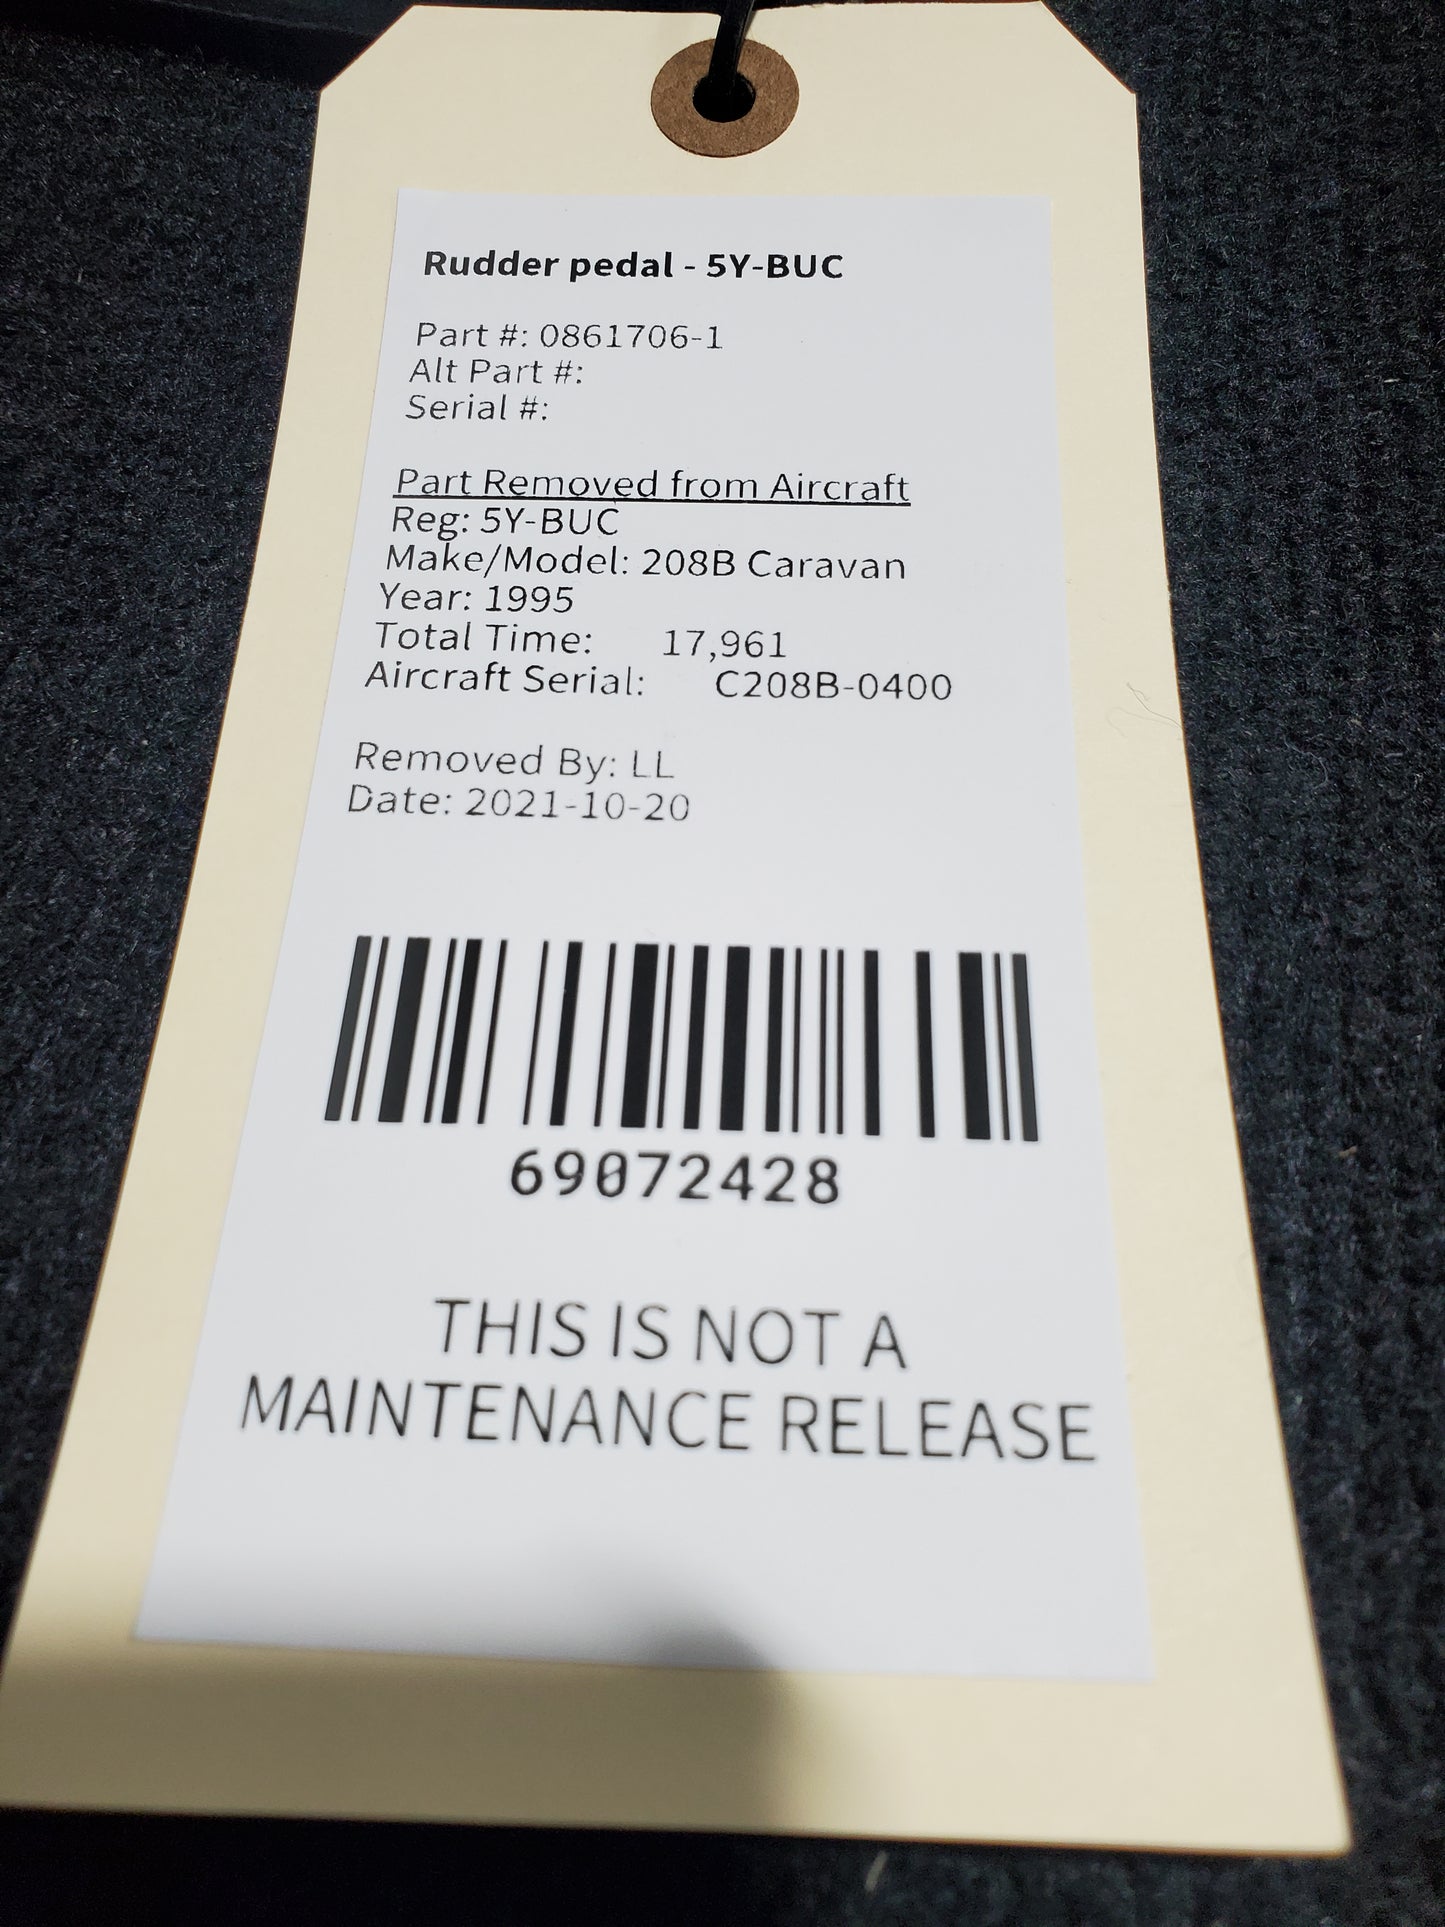 Rudder pedal - 5Y-BUC
Part #: 0861706-1
Alt Part #:
Serial #:
Part Removed from Aircraft
Reg: 5Y-BUC
Make/Model: 208B Caravan
Year: 1995
Total Time: 17,961
Aircraft Serial: C208B-0400
Removed By: LL
Date: 2021-10-20
69072428
THIS IS NOT A
MAINTENANCE RELEASE